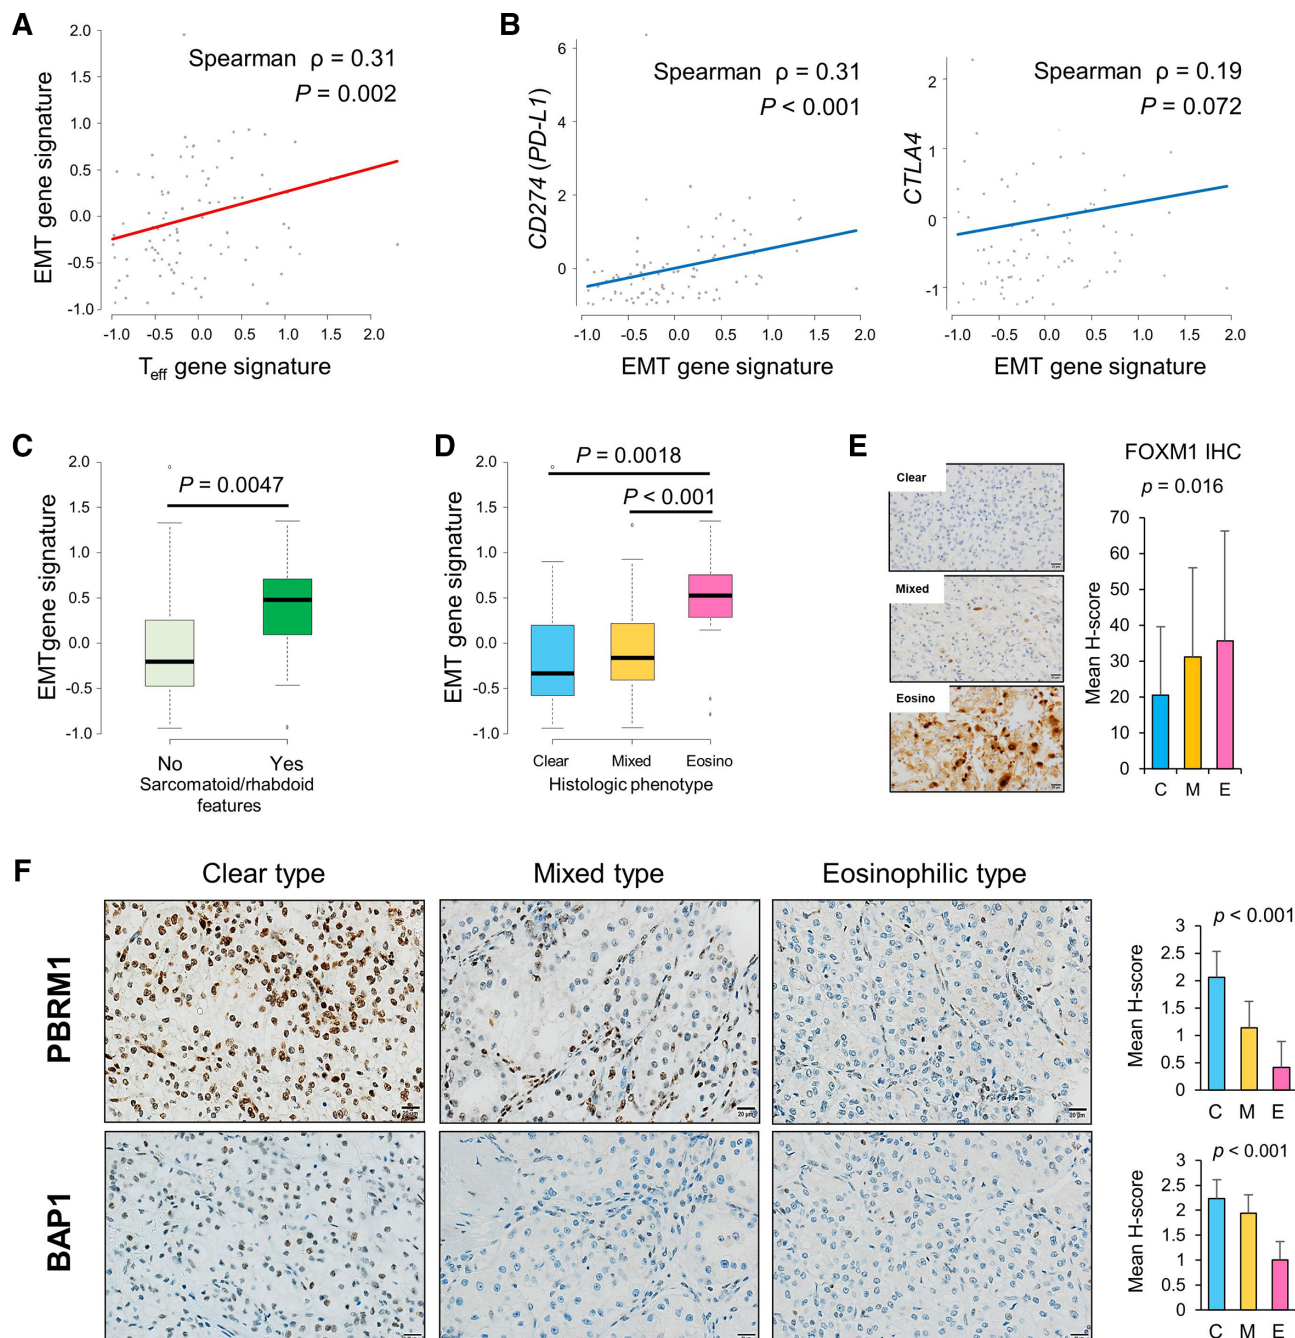 A
2.0
1.5
1.0
0.5
0.0
-0.5
-1.0
EMT gene signature
Spearman ρ = 0.31
P = 0.002
-1.0 -0.5 0.0 0.5 1.0 1.5 2.0
Teff gene signature
B
6
4
2
0
CD274 (PD-L1)
Spearman ρ = 0.31
P < 0.001
-1.0 -0.5 0.0 0.5 1.0 1.5 2.0
EMT gene signature
2
1
0
-1
CTLA4
Spearman ρ = 0.19
P = 0.072
-1.0 -0.5 0.0 0.5 1.0 1.5 2.0
EMT gene signature
C
2.0
1.5
1.0
0.5
0.0
-0.5
-1.0
EMTgene signature
P = 0.0047
No Yes
Sarcomatoid/rhabdoid
features
D
2.0
1.5
1.0
0.5
0.0
-0.5
-1.0
EMT gene signature
P = 0.0018
P < 0.001
Clear Mixed Eosino
Histologic phenotype
E
Clear
Mixed
Eosino
FOXM1 IHC
p = 0.016
70
60
50
40
30
20
10
0
Mean H-score
C M E
F
Clear type Mixed type Eosinophilic type
PBRM1
20 µm
20 µm
p < 0.001
3
2.5
2
1.5
1
0.5
0
Mean H-score
C M E
BAP1
p < 0.001
3
2.5
2
1.5
1
0.5
0
Mean H-score
C M E